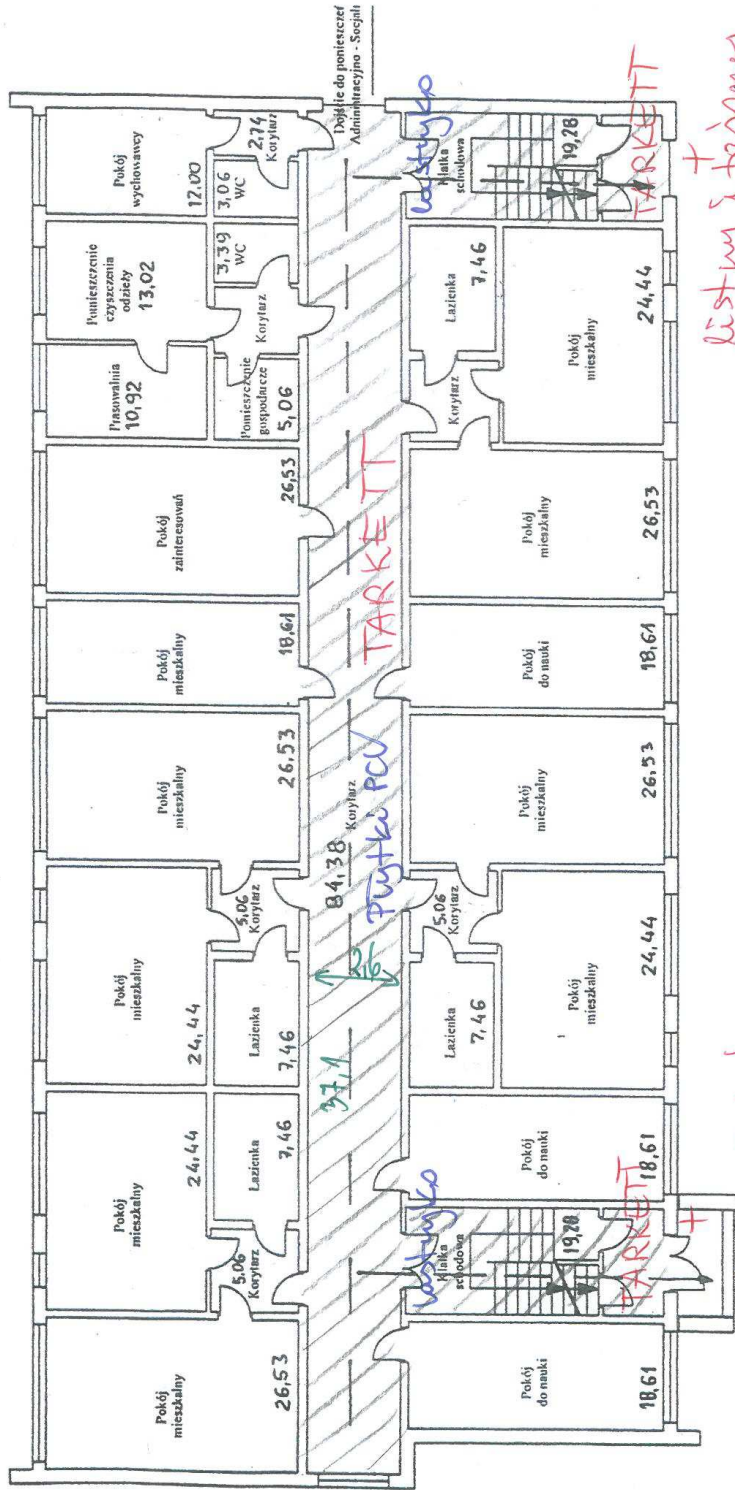 Pokój
mieszkalny
26,53
5,06
Korytarz
Pokój
mieszkalny
24,44
Łazienka
7,46
Pokój
mieszkalny
24,44
Łazienka
7,46
5,06
Korytarz
Pokój
mieszkalny
26,53
Pokój
mieszkalny
18,61
Pokój
zainteresowań
26,53
Prasowalnia
10,92
Pomieszczenie
gospodarcze
5,06
Pomieszczenie
czyszczenia
odzieży
13,02
Korytarz
3,39
WC
Pokój
wychowawcy
12,00
3,06
WC
2,74
Korytarz
Dojście do ponieszczeń
Administracyjno - Socjaln
37,1
2,6
84,38
Korytarz
Płytki PCV
TARKETT
Pokój
do nauki
18,61
lastryko
Klatka
schodowa
19,28
TARKETT
+
Pokój
do nauki
18,61
Łazienka
7,46
5,06
Korytarz
Pokój
mieszkalny
24,44
Pokój
mieszkalny
26,53
Pokój
do nauki
18,61
Pokój
mieszkalny
26,53
Korytarz
Łazienka
7,46
Pokój
mieszkalny
24,44
lastryko
Klatka
schodowa
19,28
TARKETT
+
listwy